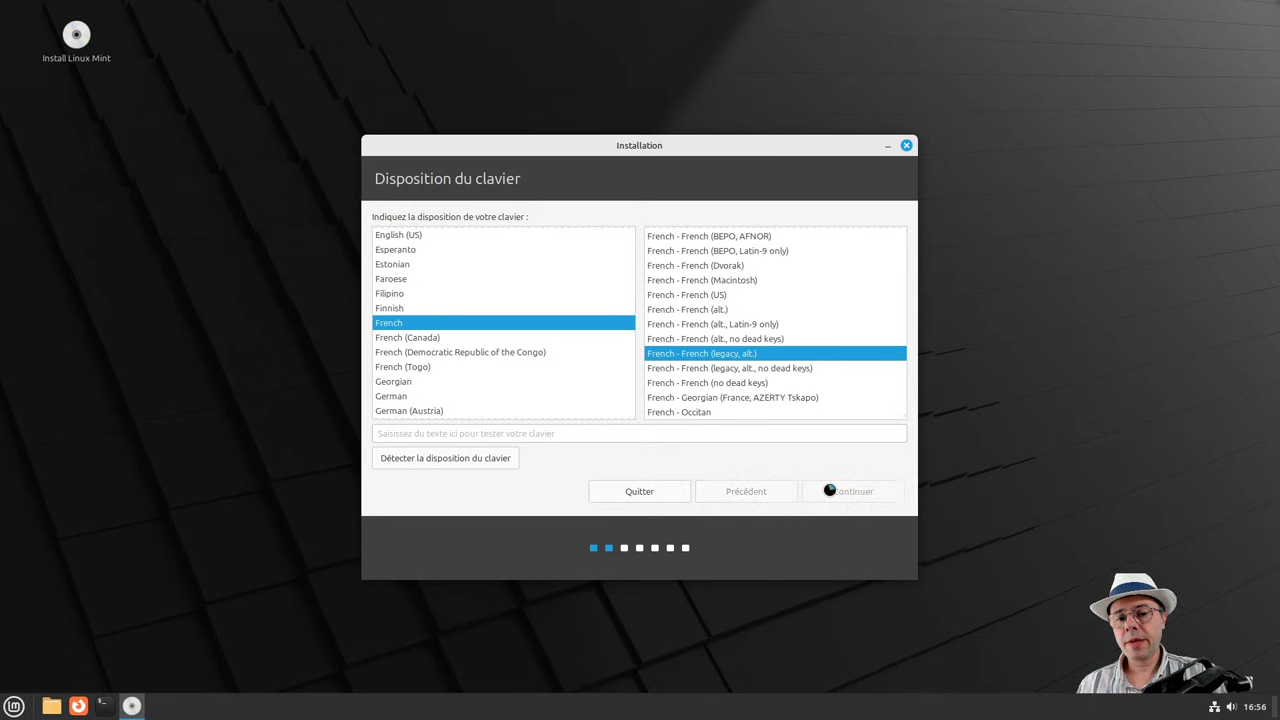 Install Linux Mint
Installation
Disposition du clavier
Indiquez la disposition de votre clavier :
English (US)
Esperanto
Estonian
Faroese
Filipino
Finnish
French
French (Canada)
French (Democratic Republic of the Congo)
French (Togo)
Georgian
German
German (Austria)
French - French (BEPO, AFNOR)
French - French (BEPO, Latin-9 only)
French - French (Dvorak)
French - French (Macintosh)
French - French (US)
French - French (alt.)
French - French (alt., Latin-9 only)
French - French (alt., no dead keys)
French - French (legacy, alt.)
French - French (legacy, alt., no dead keys)
French - French (no dead keys)
French - Georgian (France, AZERTY Tskapo)
French - Occitan
Saisissez du texte ici pour tester votre clavier
Détecter la disposition du clavier
Quitter
Précédent
Continuer
16:56